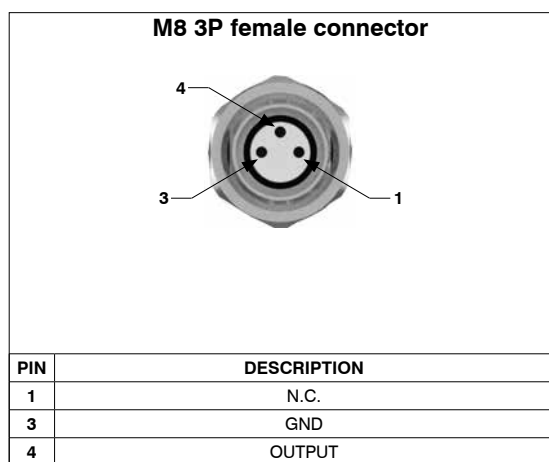 M8 3P female connector
4
3 1
PIN DESCRIPTION
1 N.C.
3 GND
4 OUTPUT